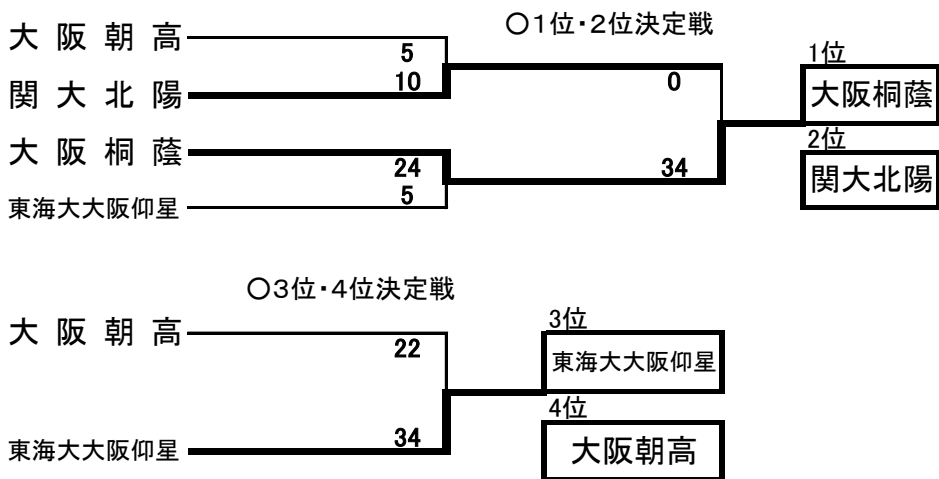 〇1位・2位決定戦
大阪朝高
5
1位
関大北陽
10
0
大阪桐蔭
大阪桐蔭
2位
24
34
関大北陽
東海大大阪仰星
5
〇3位・4位決定戦
大阪朝高
22
3位
東海大大阪仰星
4位
東海大大阪仰星
34
大阪朝高